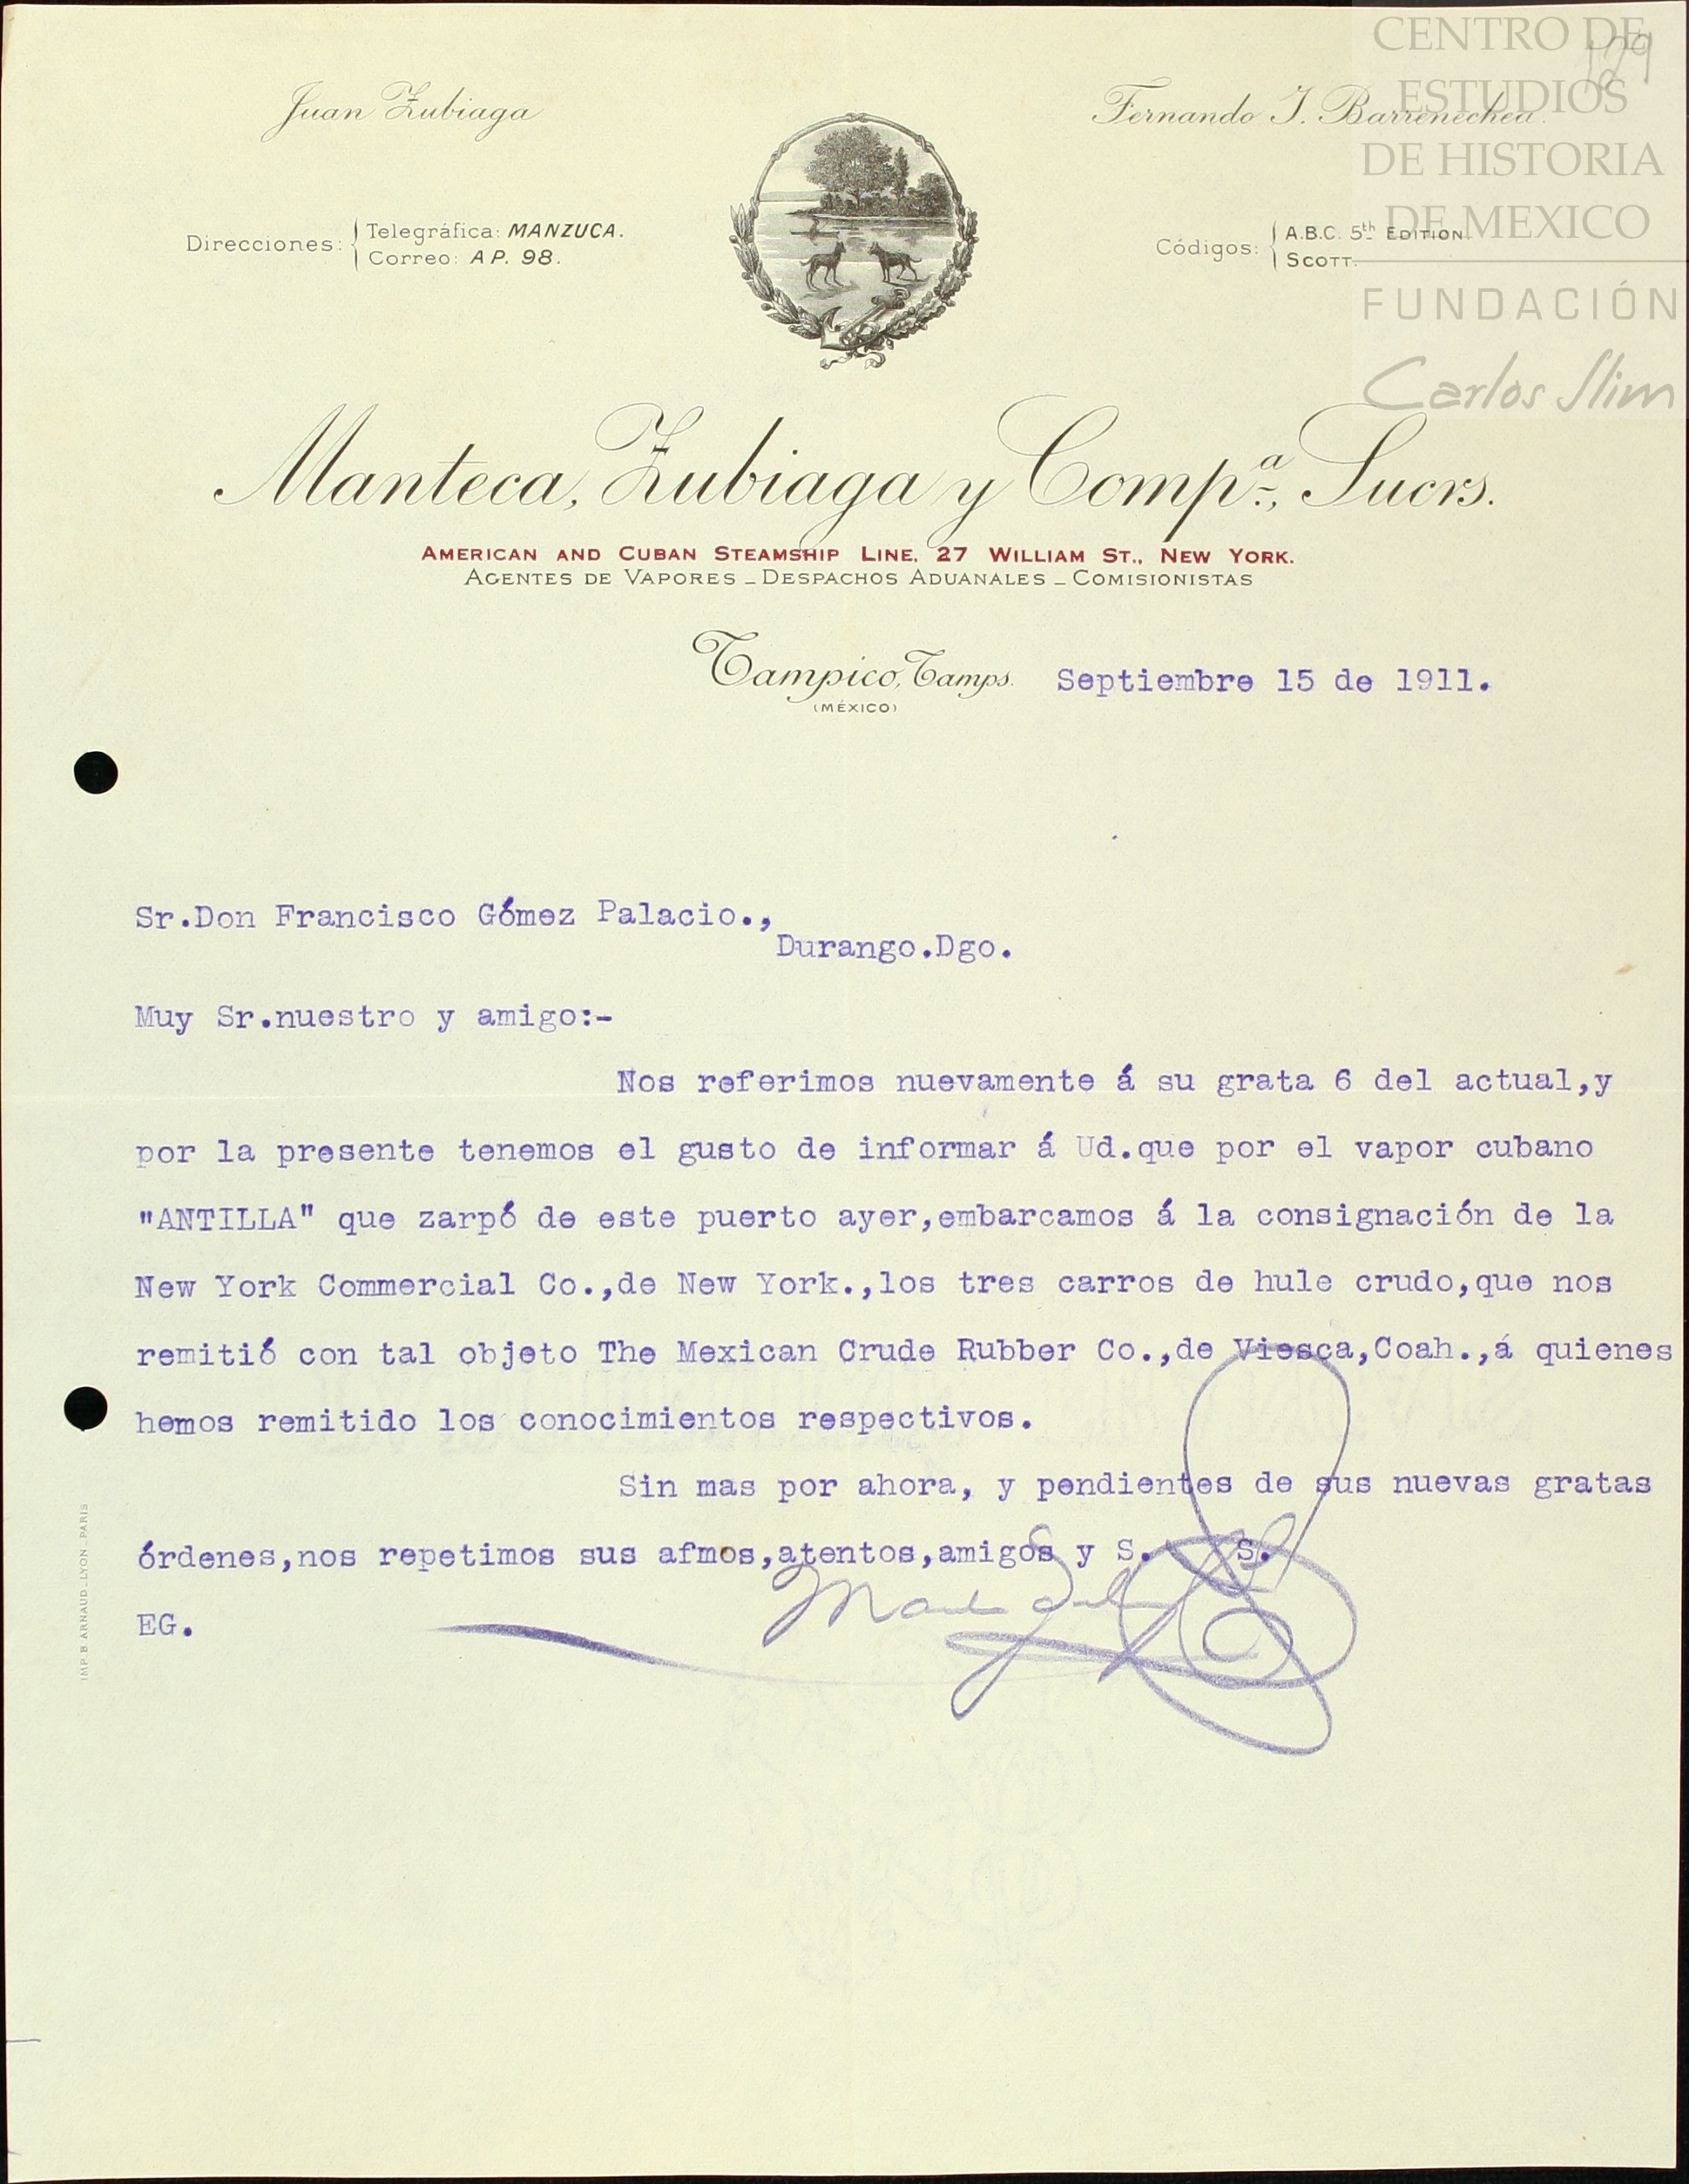 CENTRO DE
ESTUDIOS
DE HISTORIA
DE MEXICO
FUNDACIÓN
Carlos Slim
129
Juan Zubiaga
Fernando J. Barrenechea.
Direcciones: Telegráfica: MANZUCA.
Correo: AP. 98.
Códigos: A.B.C. 5th EDITION.
SCOTT.
Manteca, Zubiaga y Compª., Sucrs.
AMERICAN AND CUBAN STEAMSHIP LINE, 27 WILLIAM ST., NEW YORK.
AGENTES DE VAPORES _ DESPACHOS ADUANALES _ COMISIONISTAS
Tampico, Tamps. Septiembre 15 de 1911.
(MÉXICO)
Sr.Don Francisco Gómez Palacio.,
Durango.Dgo.
Muy Sr.nuestro y amigo:-
Nos referimos nuevamente á su grata 6 del actual,y
por la presente tenemos el gusto de informar á Ud.que por el vapor cubano
"ANTILLA" que zarpó de este puerto ayer,embarcamos á la consignación de la
New York Commercial Co.,de New York.,los tres carros de hule crudo,que nos
remitió con tal objeto The Mexican Crude Rubber Co.,de Viesca,Coah.,á quienes
hemos remitido los conocimientos respectivos.
Sin mas por ahora, y pendientes de sus nuevas gratas
órdenes,nos repetimos sus afmos,atentos,amigos y S. S.
EG.
IMP. B. ARNAUD _ LYON PARIS